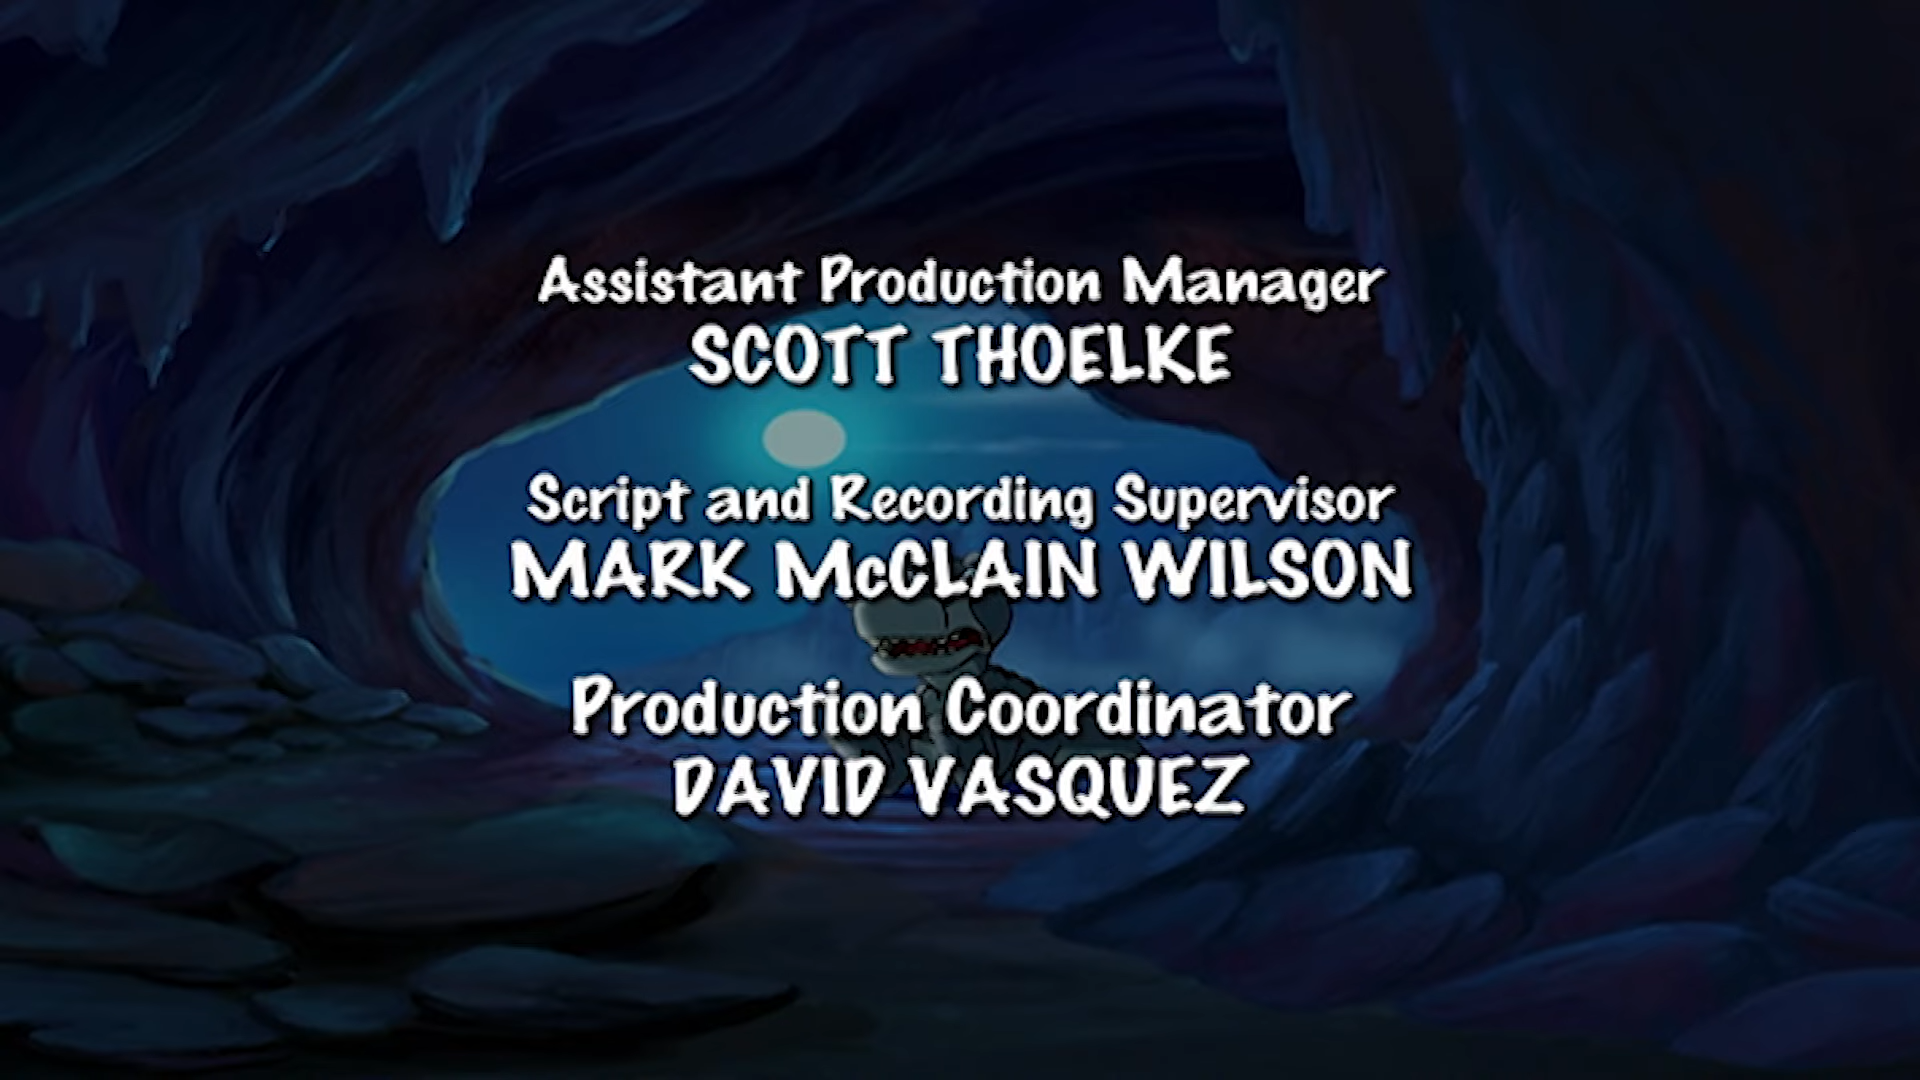 Assistant Production Manager
SCOTT THOELKE
Script and Recording Supervisor
MARK McCLAIN WILSON
Production Coordinator
DAVID VASQUEZ